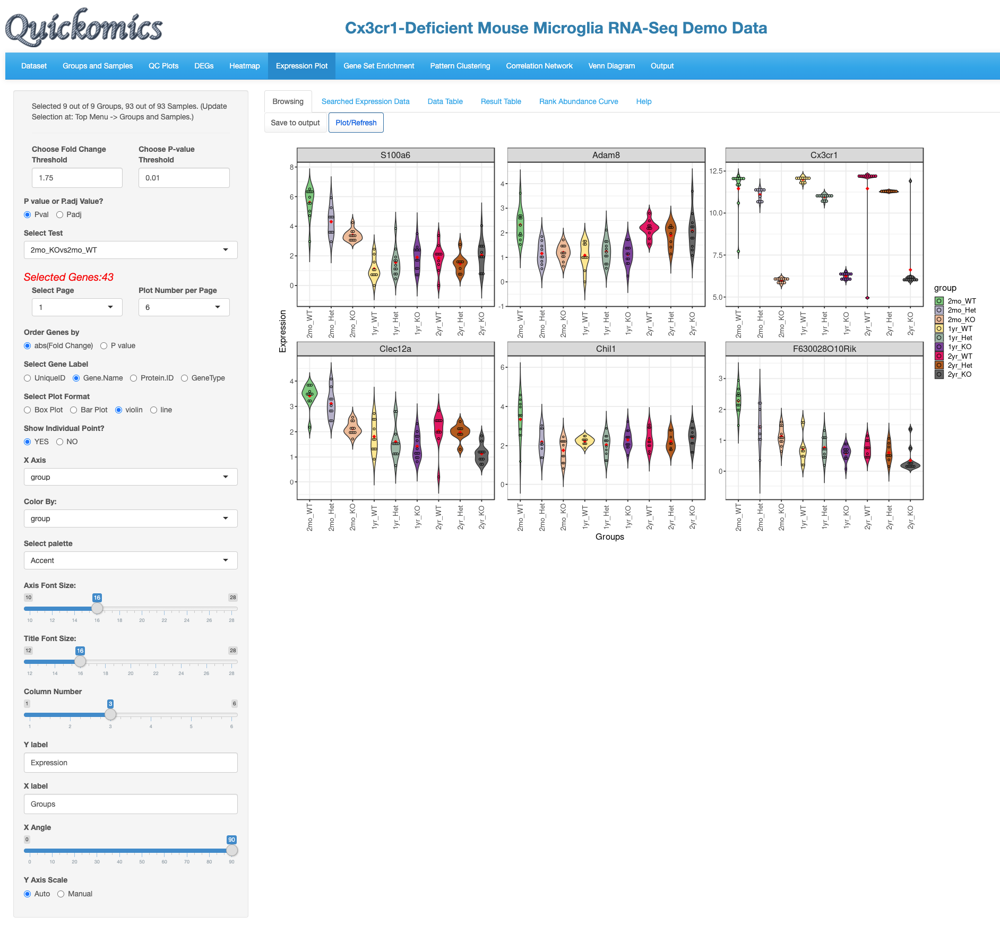 Quickomics
Cx3cr1-Deficient Mouse Microglia RNA-Seq Demo Data
Dataset Groups and Samples QC Plots DEGs Heatmap Expression Plot Gene Set Enrichment Pattern Clustering Correlation Network Venn Diagram Output
Selected 9 out of 9 Groups, 93 out of 93 Samples. (Update
Selection at: Top Menu -> Groups and Samples.)
Choose Fold Change Threshold
Choose P-value Threshold
1.75 0.01
P value or P.adj Value?
Pval Padj
Select Test
2mo_KOvs2mo_WT
Selected Genes:43
Select Page Plot Number per Page
1 6
Order Genes by
abs(Fold Change) P value
Select Gene Label
UniqueID Gene.Name Protein.ID GeneType
Select Plot Format
Box Plot Bar Plot violin line
Show Individual Point?
YES NO
X Axis
group
Color By:
group
Select palette
Accent
Axis Font Size:
10 16 28
10 12 14 16 18 20 22 24 26 28
Title Font Size:
12 16 28
12 14 16 18 20 22 24 26 28
Column Number
1 3 6
1 2 3 4 5 6
Y label
Expression
X label
Groups
X Angle
0 90
0 10 20 30 40 50 60 70 80 90
Y Axis Scale
Auto Manual
Browsing Searched Expression Data Data Table Result Table Rank Abundance Curve Help
Save to output Plot/Refresh
Expression
S100a6
8
6
4
2
0
2mo_WT 2mo_Het 2mo_KO 1yr_WT 1yr_Het 1yr_KO 2yr_WT 2yr_Het 2yr_KO
Adam8
4
3
2
1
0
-1
2mo_WT 2mo_Het 2mo_KO 1yr_WT 1yr_Het 1yr_KO 2yr_WT 2yr_Het 2yr_KO
Cx3cr1
12.5
10.0
7.5
5.0
2mo_WT 2mo_Het 2mo_KO 1yr_WT 1yr_Het 1yr_KO 2yr_WT 2yr_Het 2yr_KO
Clec12a
4
3
2
1
0
2mo_WT 2mo_Het 2mo_KO 1yr_WT 1yr_Het 1yr_KO 2yr_WT 2yr_Het 2yr_KO
Chil1
6
4
2
0
2mo_WT 2mo_Het 2mo_KO 1yr_WT 1yr_Het 1yr_KO 2yr_WT 2yr_Het 2yr_KO
F630028O10Rik
3
2
1
0
2mo_WT 2mo_Het 2mo_KO 1yr_WT 1yr_Het 1yr_KO 2yr_WT 2yr_Het 2yr_KO
Groups
group
2mo_WT
2mo_Het
2mo_KO
1yr_WT
1yr_Het
1yr_KO
2yr_WT
2yr_Het
2yr_KO